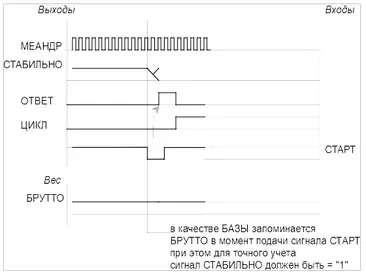 Выходы
Входы
МЕАНДР
СТАБИЛЬНО
ОТВЕТ
ЦИКЛ
СТАРТ
Вес
БРУТТО
в качестве БАЗЫ запоминается
БРУТТО в момент подачи сигнала СТАРТ
при этом для точного учета
сигнал СТАБИЛЬНО должен быть = "1"